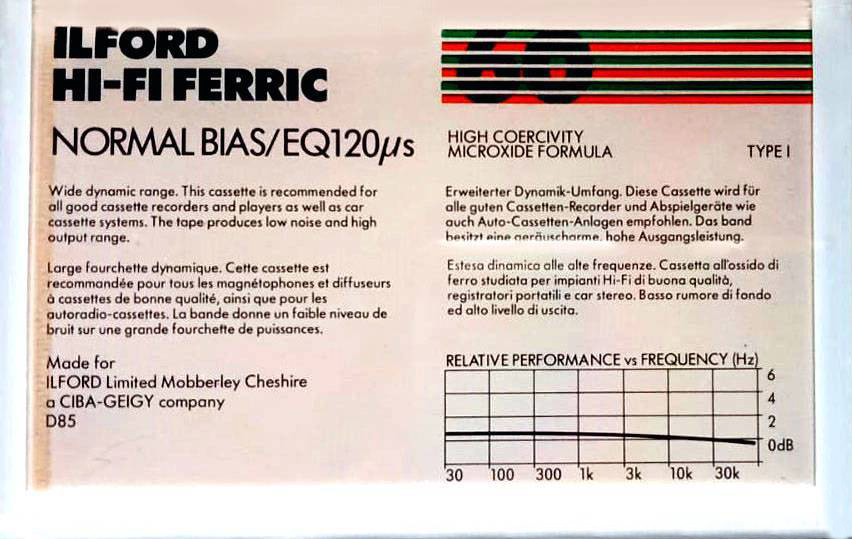 ILFORD
HI-FI FERRIC
60
NORMAL BIAS/EQ120µs
HIGH COERCIVITY
MICROXIDE FORMULA
TYPE I
Wide dynamic range. This cassette is recommended for
all good cassette recorders and players as well as car
cassette systems. The tape produces low noise and high
output range.
Large fourchette dynamique. Cette cassette est
recommandée pour tous les magnétophones et diffuseurs
à cassettes de bonne qualité, ainsi que pour les
autoradio-cassettes. La bande donne un faible niveau de
bruit sur une grande fourchette de puissances.
Made for
ILFORD Limited Mobberley Cheshire
a CIBA-GEIGY company
D85
Erweiterter Dynamik-Umfang. Diese Cassette wird für
alle guten Cassetten-Recorder und Abspielgeräte wie
auch Auto-Cassetten-Anlagen empfohlen. Das band
besitzt eine geräuscharme, hohe Ausgangsleistung.
Estesa dinamica alle alte frequenze. Cassetta all'ossido di
ferro studiata per impianti Hi-Fi di buona qualità,
registratori portatili e car stereo. Basso rumore di fondo
ed alto livello di uscita.
RELATIVE PERFORMANCE vs FREQUENCY (Hz)
6
4
2
0dB
30 100 300 1k 3k 10k 30k